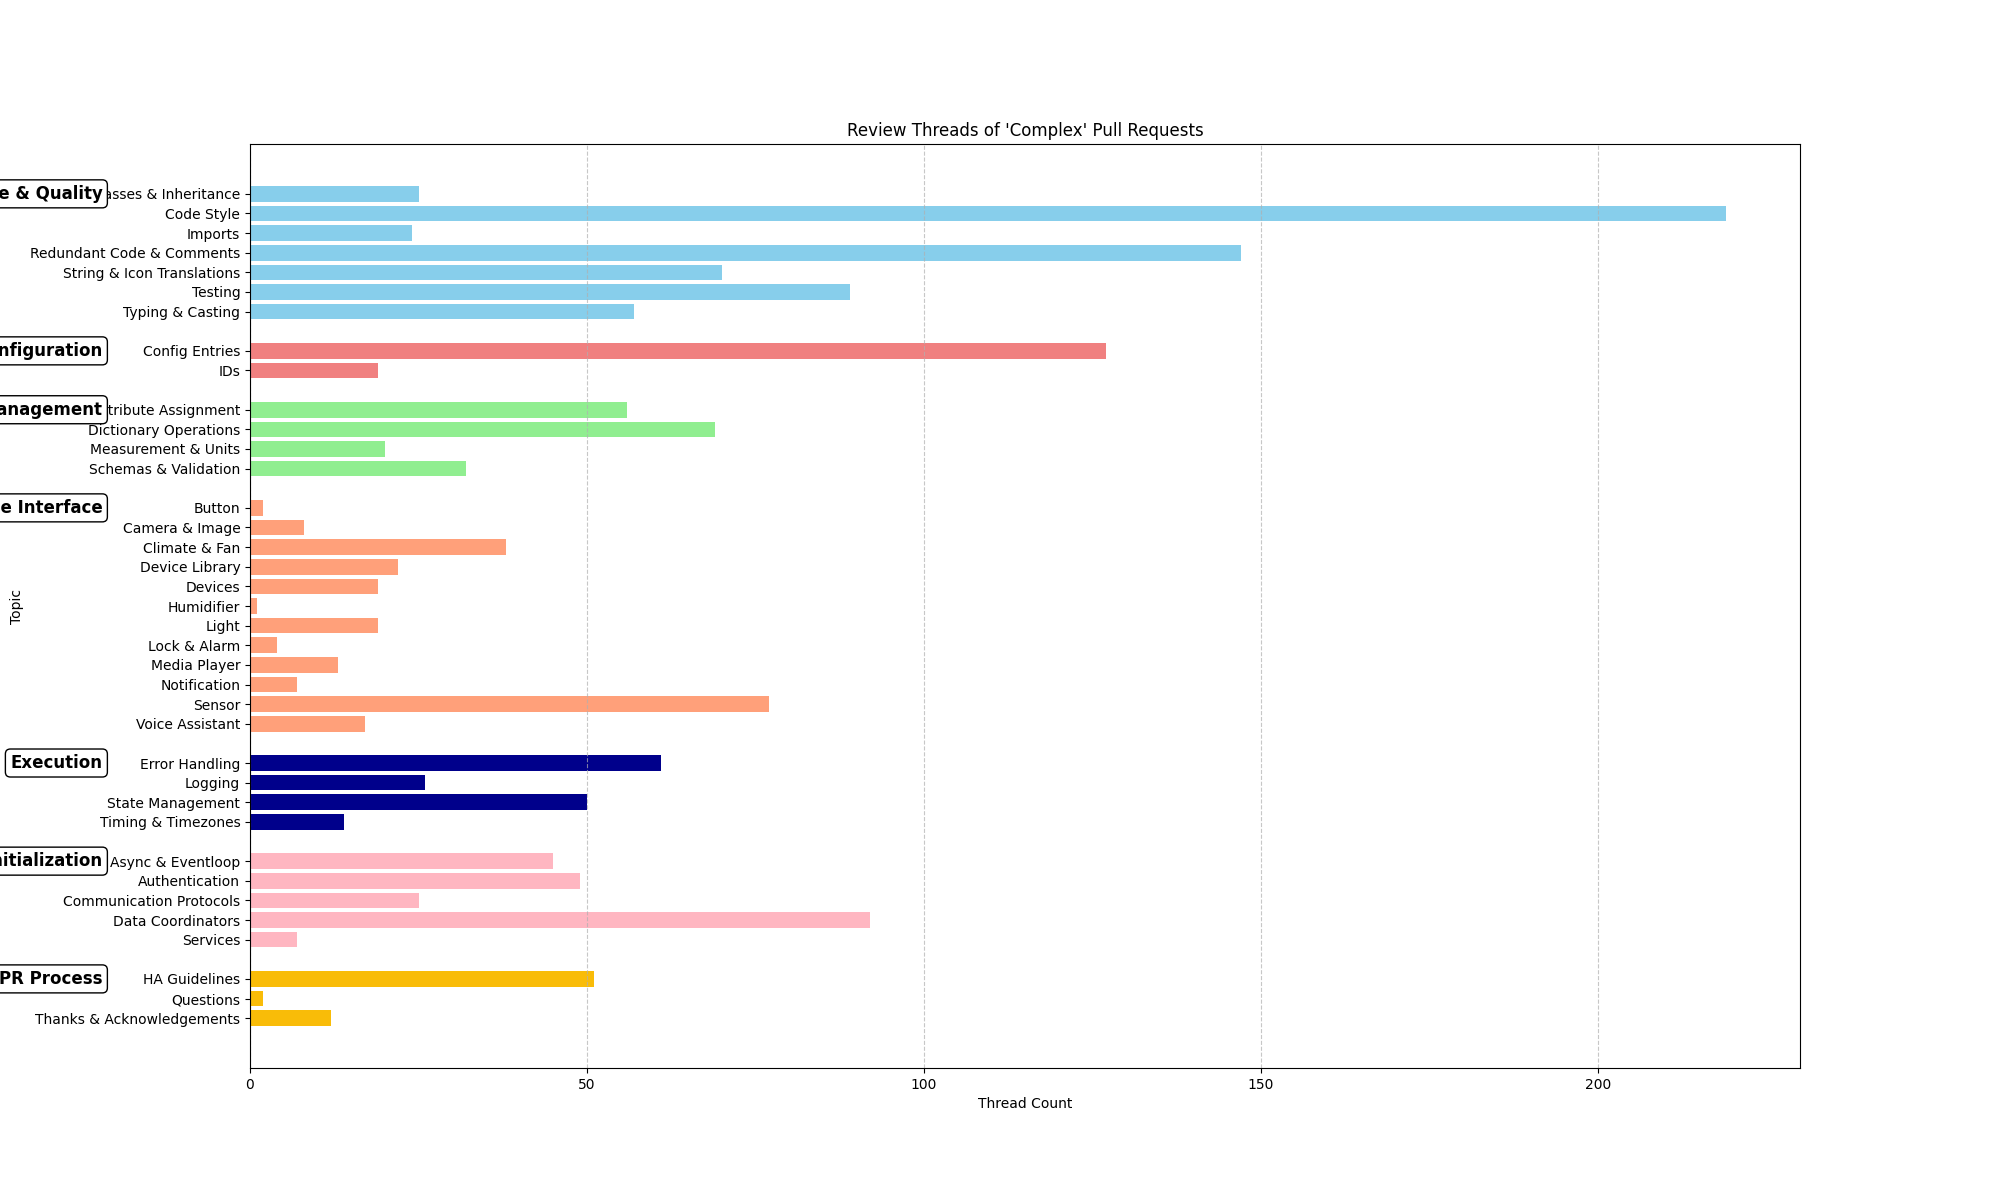 Review Threads of 'Complex' Pull Requests
e & Quality
asses & Inheritance
Code Style
Imports
Redundant Code & Comments
String & Icon Translations
Testing
Typing & Casting
nfiguration
Config Entries
IDs
anagement
tribute Assignment
Dictionary Operations
Measurement & Units
Schemas & Validation
e Interface
Button
Camera & Image
Climate & Fan
Device Library
Devices
Humidifier
Light
Lock & Alarm
Media Player
Notification
Sensor
Voice Assistant
Topic
Execution
Error Handling
Logging
State Management
Timing & Timezones
itialization
Async & Eventloop
Authentication
Communication Protocols
Data Coordinators
Services
PR Process
HA Guidelines
Questions
Thanks & Acknowledgements
0 50 100 150 200
Thread Count